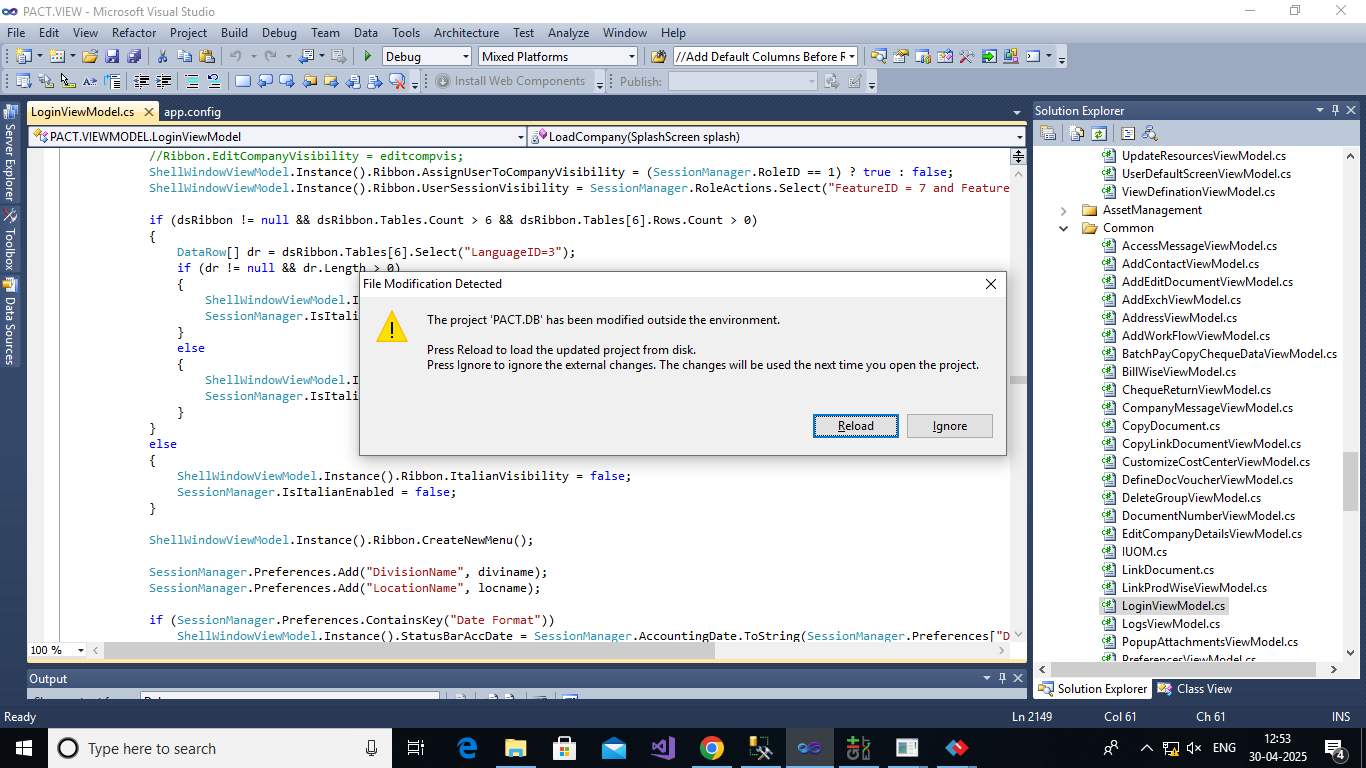 PACT.VIEW - Microsoft Visual Studio
File Edit View Refactor Project Build Debug Team Data Tools Architecture Test Analyze Window Help
Debug Mixed Platforms //Add Default Columns Before R
Install Web Components Publish:
Server Explorer
Toolbox
Data Sources
LoginViewModel.cs app.config
PACT.VIEWMODEL.LoginViewModel LoadCompany(SplashScreen splash)
//Ribbon.EditCompanyVisibility = editcompvis;
ShellWindowViewModel.Instance().Ribbon.AssignUserToCompanyVisibility = (SessionManager.RoleID == 1) ? true : false;
ShellWindowViewModel.Instance().Ribbon.UserSessionVisibility = SessionManager.RoleActions.Select("FeatureID = 7 and Feature
if (dsRibbon != null && dsRibbon.Tables.Count > 6 && dsRibbon.Tables[6].Rows.Count > 0)
{
DataRow[] dr = dsRibbon.Tables[6].Select("LanguageID=3");
if (dr != null && dr.Length > 0)
{
ShellWindowViewModel.I
SessionManager.IsItali
}
else
{
ShellWindowViewModel.I
SessionManager.IsItali
}
}
else
{
ShellWindowViewModel.Instance().Ribbon.ItalianVisibility = false;
SessionManager.IsItalianEnabled = false;
}
ShellWindowViewModel.Instance().Ribbon.CreateNewMenu();
SessionManager.Preferences.Add("DivisionName", diviname);
SessionManager.Preferences.Add("LocationName", locname);
if (SessionManager.Preferences.ContainsKey("Date Format"))
ShellWindowViewModel.Instance().StatusBarAccDate = SessionManager.AccountingDate.ToString(SessionManager.Preferences["D
100 %
File Modification Detected
The project 'PACT.DB' has been modified outside the environment.
Press Reload to load the updated project from disk.
Press Ignore to ignore the external changes. The changes will be used the next time you open the project.
Reload Ignore
Solution Explorer
UpdateResourcesViewModel.cs
UserDefaultScreenViewModel.cs
ViewDefinationViewModel.cs
AssetManagement
Common
AccessMessageViewModel.cs
AddContactViewModel.cs
AddEditDocumentViewModel.cs
AddExchViewModel.cs
AddressViewModel.cs
AddWorkFlowViewModel.cs
BatchPayCopyChequeDataViewModel.cs
BillWiseViewModel.cs
ChequeReturnViewModel.cs
CompanyMessageViewModel.cs
CopyDocument.cs
CopyLinkDocumentViewModel.cs
CustomizeCostCenterViewModel.cs
DefineDocVoucherViewModel.cs
DeleteGroupViewModel.cs
DocumentNumberViewModel.cs
EditCompanyDetailsViewModel.cs
IUOM.cs
LinkDocument.cs
LinkProdWiseViewModel.cs
LoginViewModel.cs
LogsViewModel.cs
PopupAttachmentsViewModel.cs
PreferencesViewModel.cs
Solution Explorer Class View
Output
Ready Ln 2149 Col 61 Ch 61 INS
Type here to search
ENG
12:53
30-04-2025
4